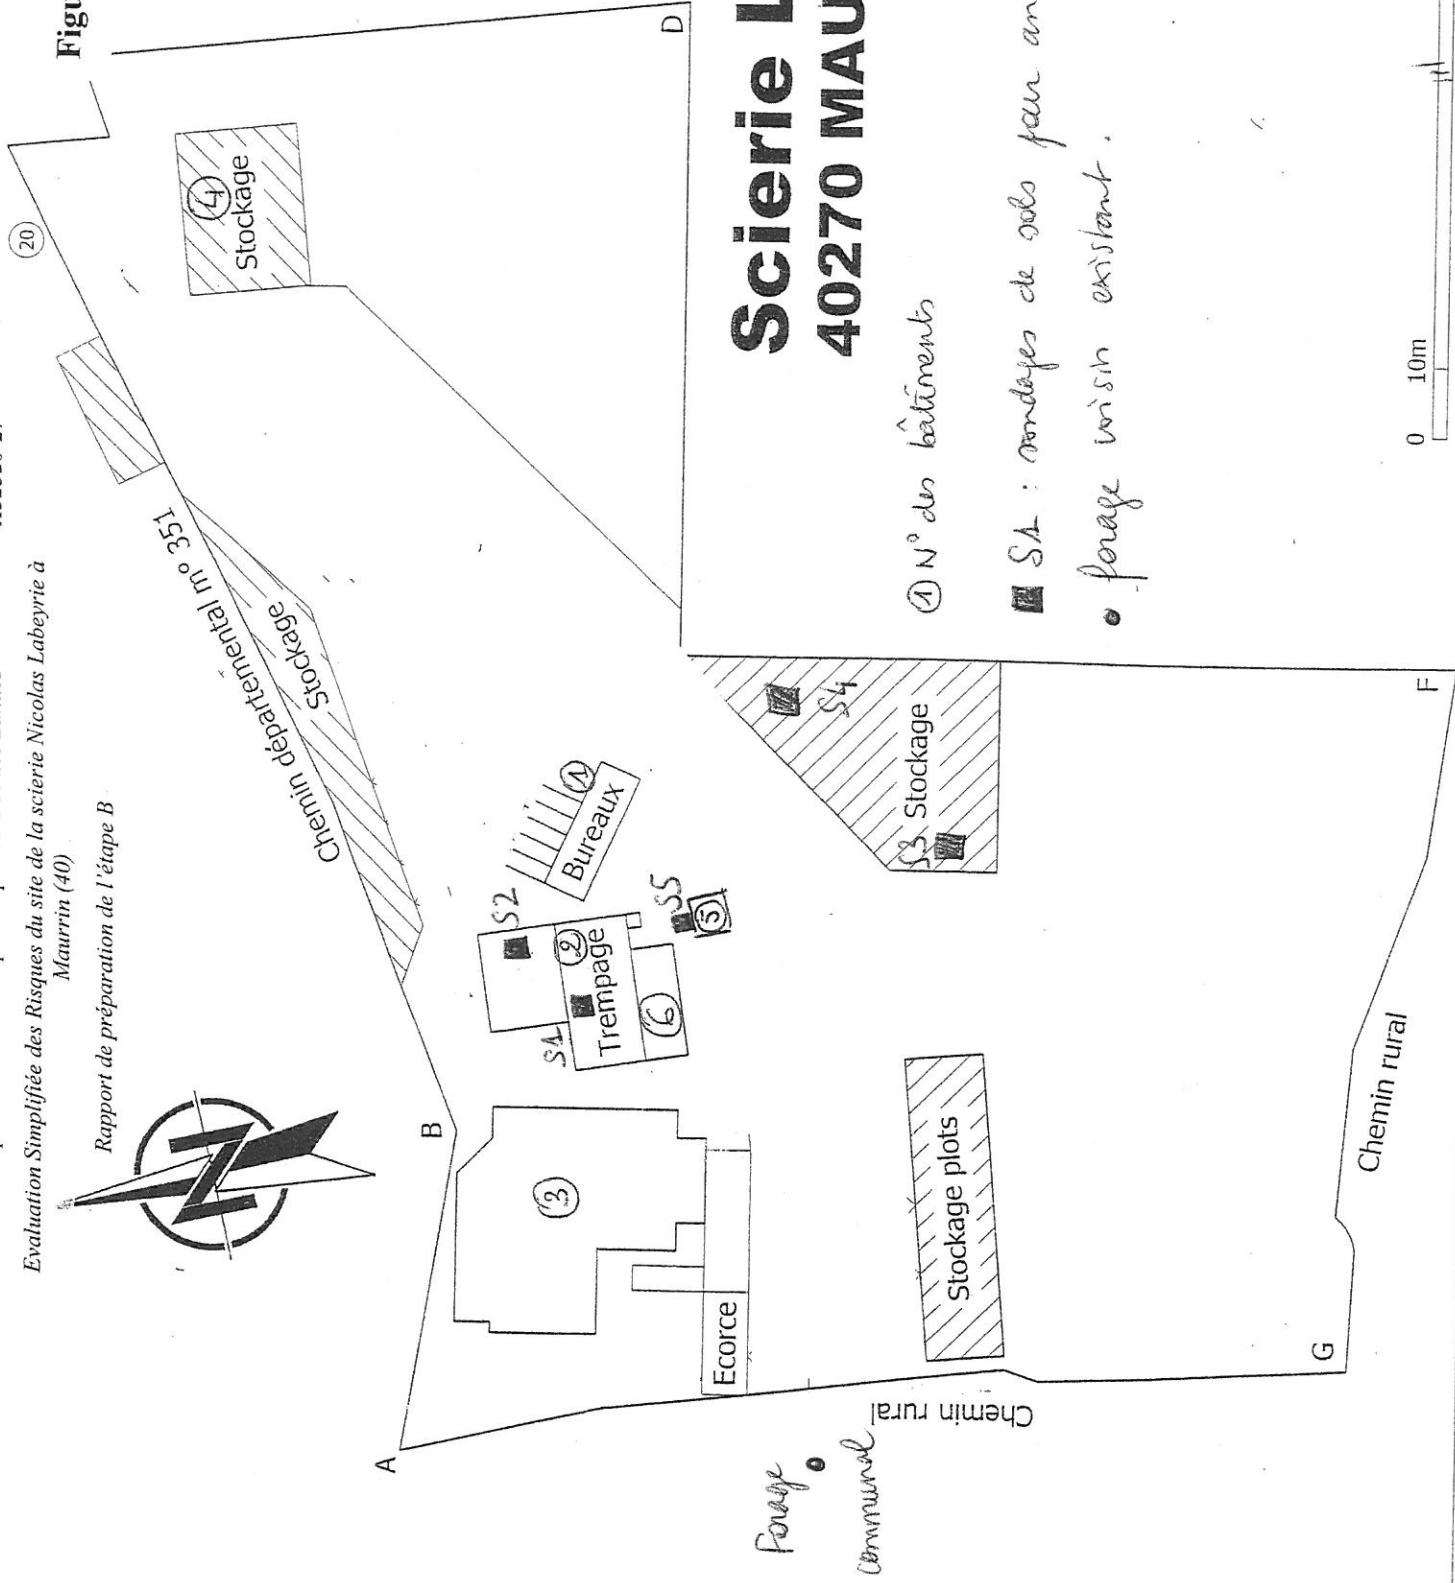 Evaluation Simplifiée des Risques du site de la scierie Nicolas Labeyrie à
Maurrin (40)
Rapport de préparation de l'étape B
Figu
20
4
Stockage
D
Chemin départemental mº 351
Stockage
B
A
3
Ecorce
S2
S1
2
Trempage
6
1
Bureaux
S5
5
S4
S3
Stockage
Stockage plots
Chemin rural
Forage
communal
G
Chemin rural
F
Scierie L
40270 MAU
1 N° des bâtiments
S1 : sondages de sols par an
forage voisin existant.
0 10m